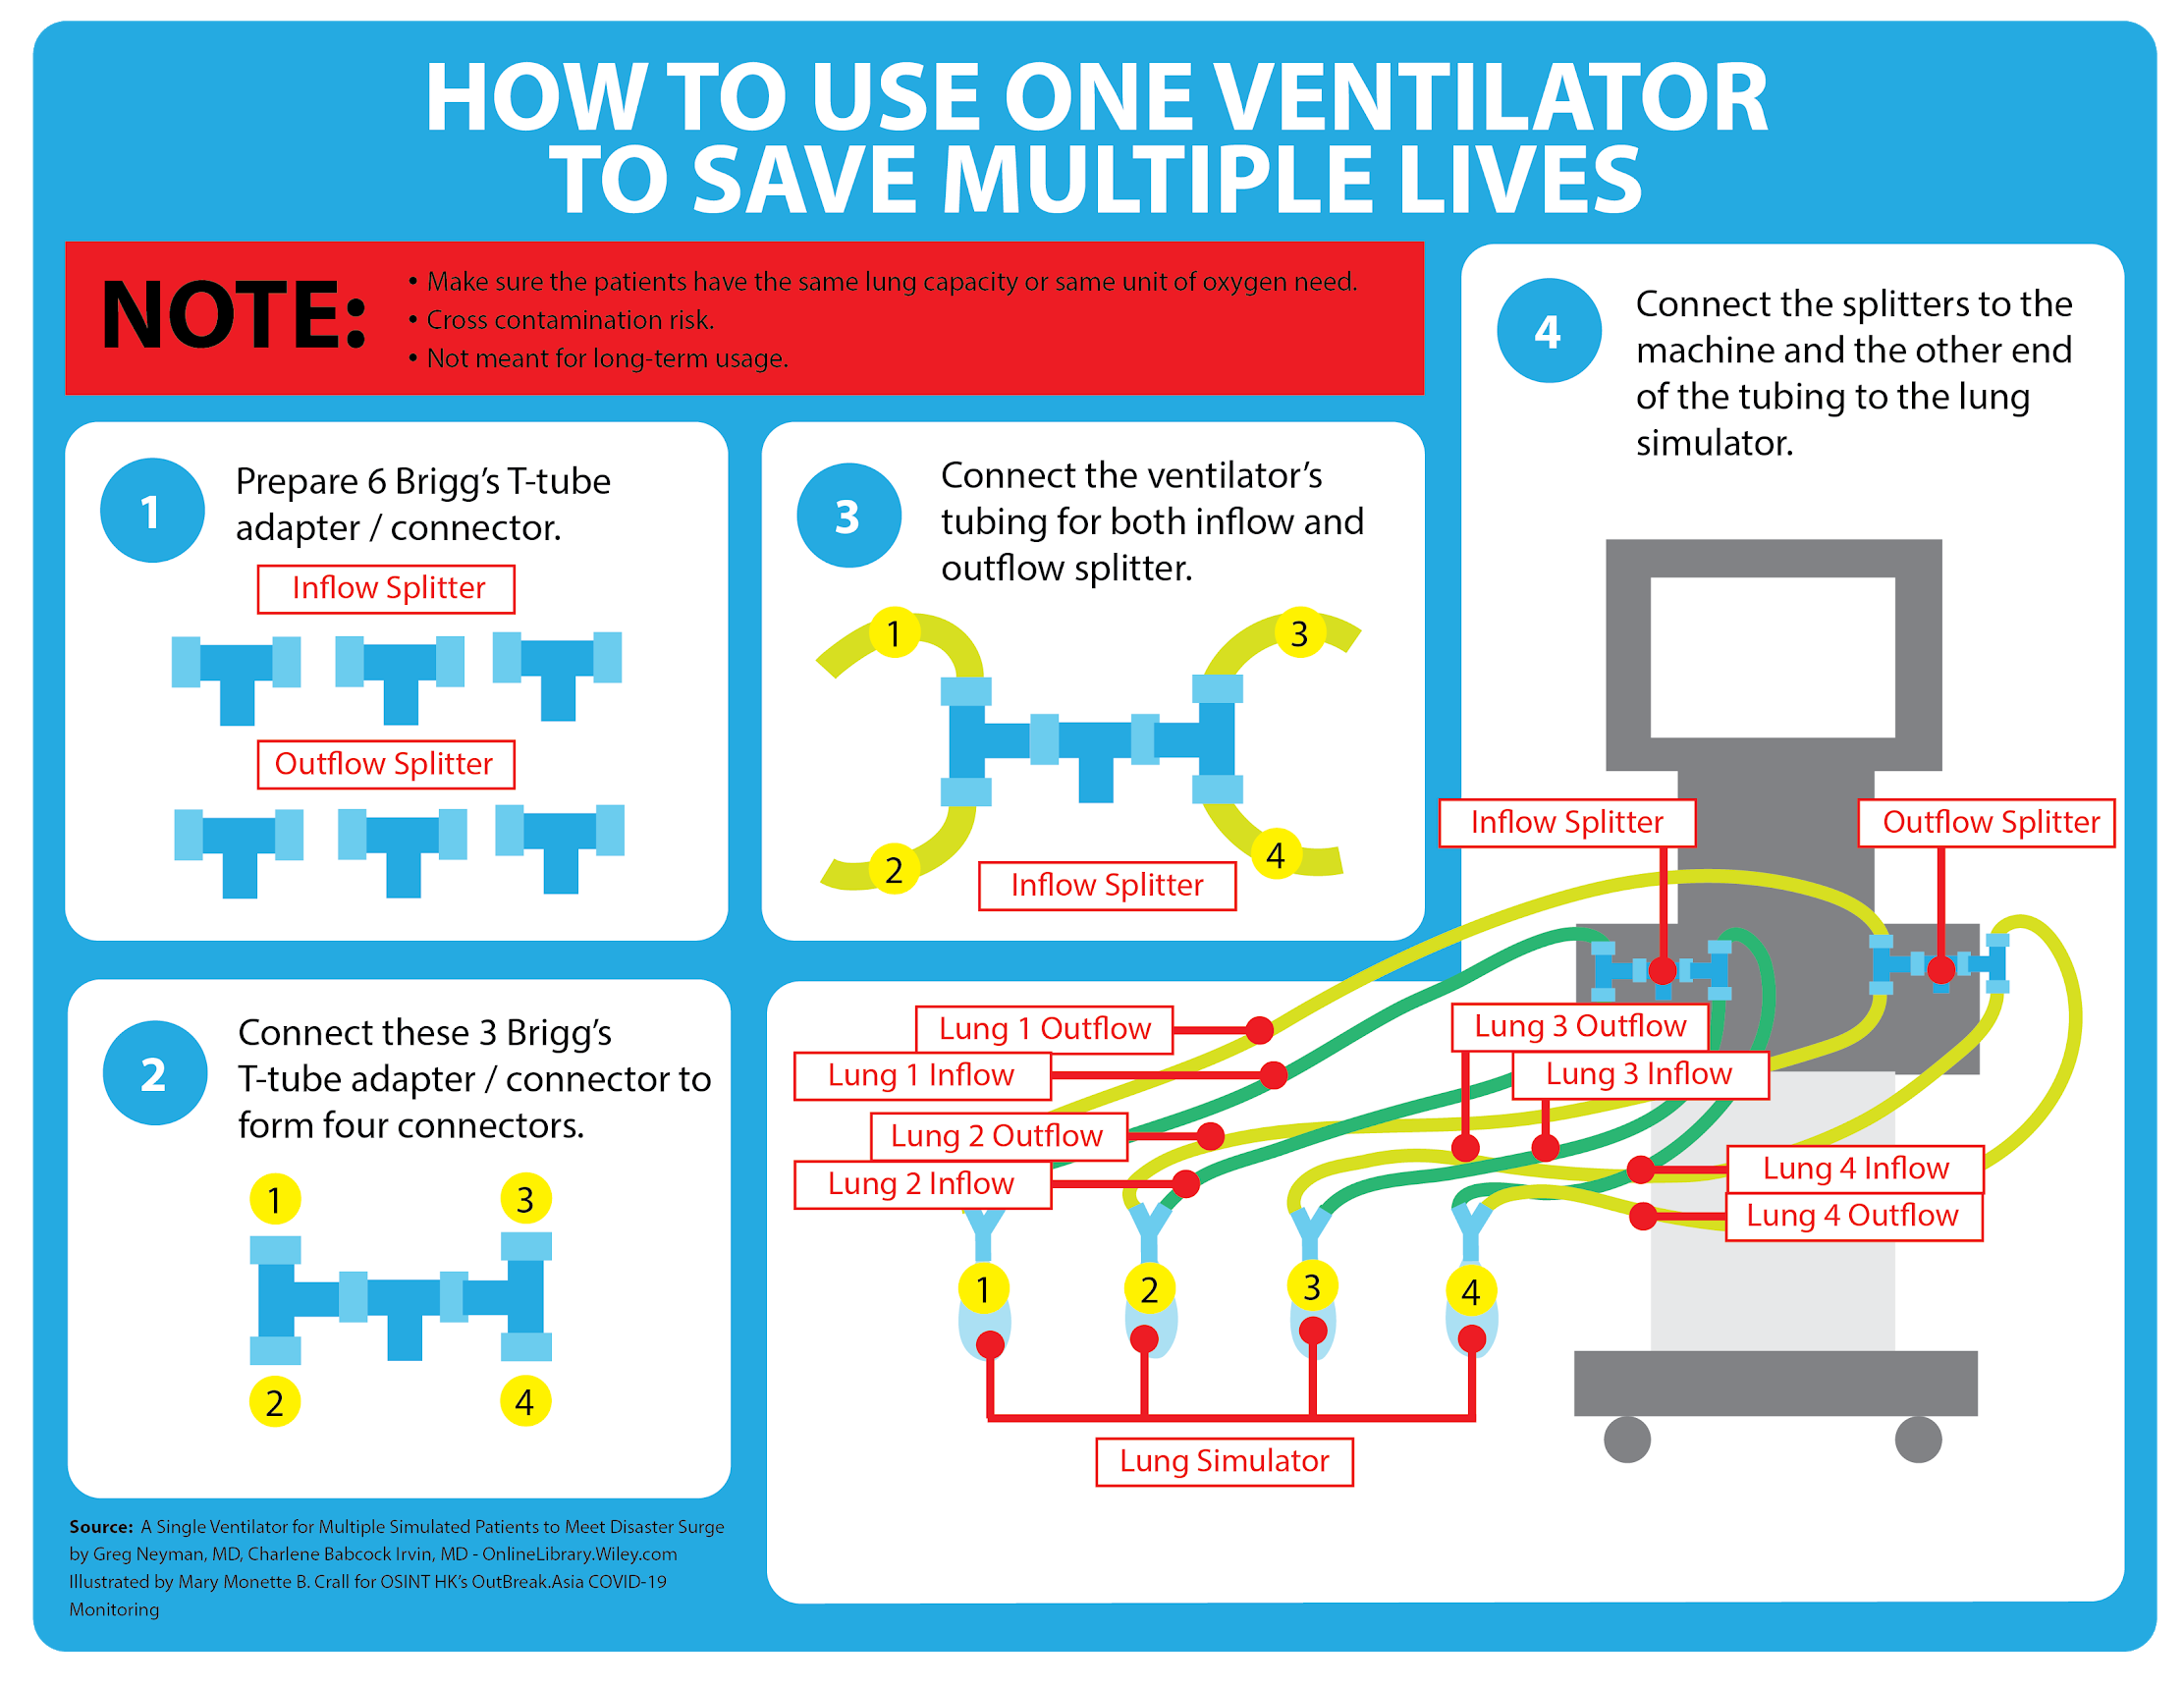 HOW TO USE ONE VENTILATOR
TO SAVE MULTIPLE LIVES
NOTE:
• Make sure the patients have the same lung capacity or same unit of oxygen need.
• Cross contamination risk.
• Not meant for long-term usage.
1
Prepare 6 Brigg's T-tube
adapter / connector.
Inflow Splitter
Outflow Splitter
2
Connect these 3 Brigg's
T-tube adapter / connector to
form four connectors.
1
3
2
4
3
Connect the ventilator's
tubing for both inflow and
outflow splitter.
1
3
2
4
Inflow Splitter
4
Connect the splitters to the
machine and the other end
of the tubing to the lung
simulator.
Inflow Splitter
Outflow Splitter
Lung 1 Outflow
Lung 1 Inflow
Lung 2 Outflow
Lung 2 Inflow
Lung 3 Outflow
Lung 3 Inflow
Lung 4 Inflow
Lung 4 Outflow
1
2
3
4
Lung Simulator
Source: A Single Ventilator for Multiple Simulated Patients to Meet Disaster Surge
by Greg Neyman, MD, Charlene Babcock Irvin, MD - OnlineLibrary.Wiley.com
Illustrated by Mary Monette B. Crall for OSINT HK's OutBreak.Asia COVID-19
Monitoring